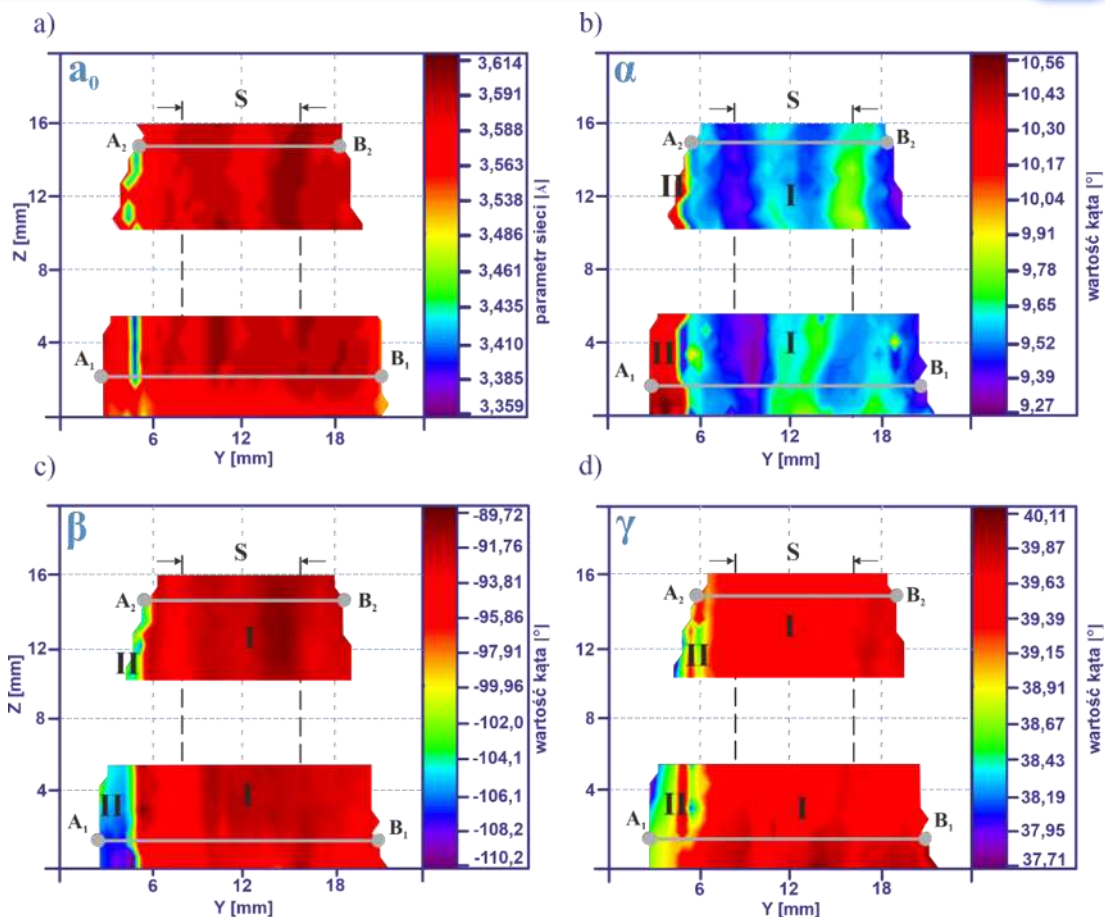 a)
a₀
S
A₂
B₂
A₁
B₁
16
12
8
4
Z [mm]
6
12
18
Y [mm]
3,614
3,591
3,588
3,563
3,538
3,486
3,461
3,435
3,410
3,385
3,359
parametr sieci
b)
α
S
A₂
B₂
II
I
II
I
A₁
B₁
6
12
18
Y [mm]
10,56
10,43
10,30
10,17
10,04
9,91
9,78
9,65
9,52
9,39
9,27
wartość kąta [°]
c)
β
S
A₂
B₂
I
II
II
I
A₁
B₁
16
12
8
4
Z [mm]
6
12
18
Y [mm]
-89,72
-91,76
-93,81
-95,86
-97,91
-99,96
-102,0
-104,1
-106,1
-108,2
-110,2
wartość kąta [°]
d)
γ
S
A₂
B₂
I
II
II
I
A₁
B₁
6
12
18
Y [mm]
40,11
39,87
39,63
39,39
39,15
38,91
38,67
38,43
38,19
37,95
37,71
wartość kąta [°]